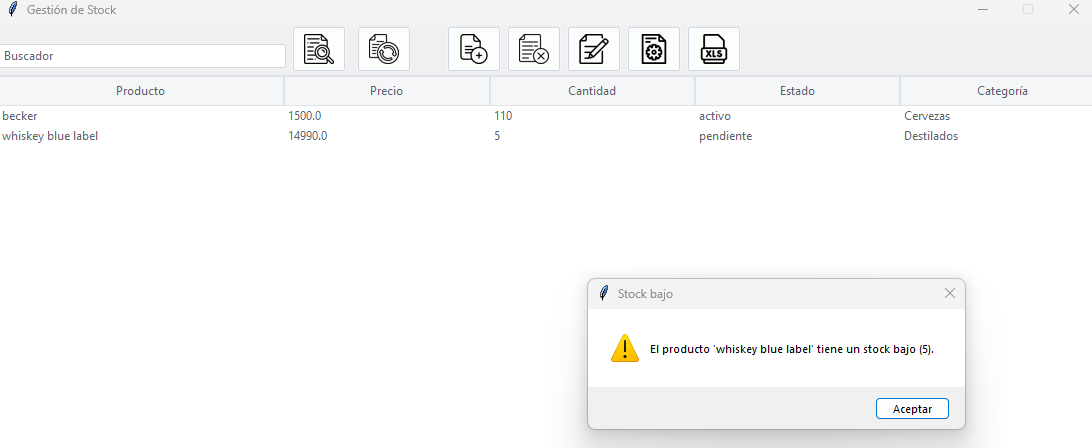 Gestión de Stock
Buscador
XLS
Producto Precio Cantidad Estado Categoría
becker 1500.0 110 activo Cervezas
whiskey blue label 14990.0 5 pendiente Destilados
Stock bajo
El producto 'whiskey blue label' tiene un stock bajo (5).
Aceptar